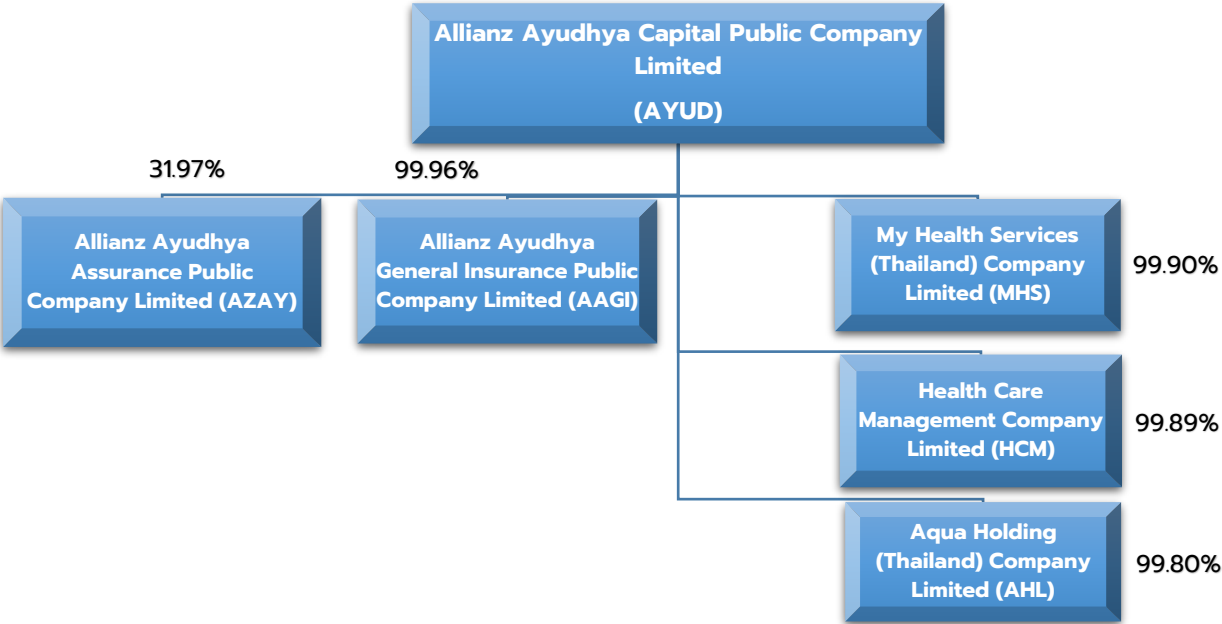 Allianz Ayudhya Capital Public Company
Limited
(AYUD)
31.97%
99.96%
Allianz Ayudhya
Assurance Public
Company Limited (AZAY)
Allianz Ayudhya
General Insurance Public
Company Limited (AAGI)
My Health Services
(Thailand) Company
Limited (MHS)
99.90%
Health Care
Management Company
Limited (HCM)
99.89%
Aqua Holding
(Thailand) Company
Limited (AHL)
99.80%